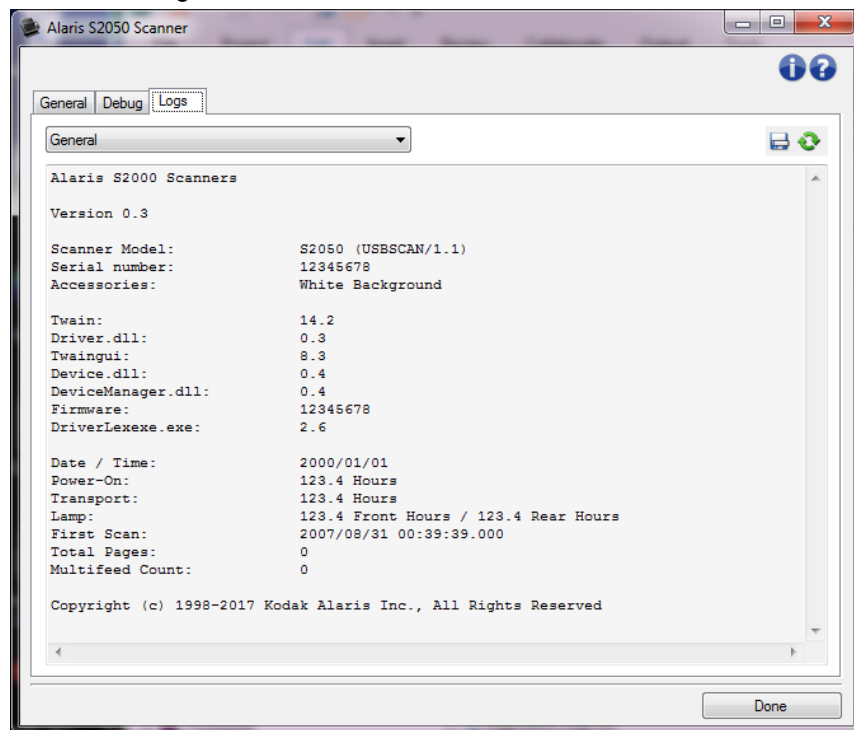 Alaris S2050 Scanner
General Debug Logs
General
Alaris S2000 Scanners
Version 0.3
Scanner Model: S2050 (USBSCAN/1.1)
Serial number: 12345678
Accessories: White Background
Twain: 14.2
Driver.dll: 0.3
Twaingui: 8.3
Device.dll: 0.4
DeviceManager.dll: 0.4
Firmware: 12345678
DriverLexexe.exe: 2.6
Date / Time: 2000/01/01
Power-On: 123.4 Hours
Transport: 123.4 Hours
Lamp: 123.4 Front Hours / 123.4 Rear Hours
First Scan: 2007/08/31 00:39:39.000
Total Pages: 0
Multifeed Count: 0
Copyright (c) 1998-2017 Kodak Alaris Inc., All Rights Reserved
Done